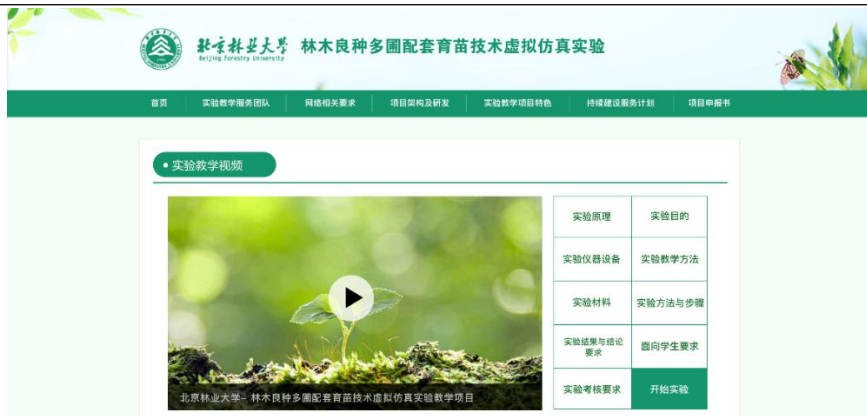 北京林业大学 林木良种多圃配套育苗技术虚拟仿真实验
Beijing Forestry University
首页 实验教学服务团队 网络相关要求 项目架构及研发 实验教学项目特色 持续建设服务计划 项目申报书
• 实验教学视频
实验原理 实验目的
实验仪器设备 实验教学方法
实验材料 实验方法与步骤
实验结果与结论
要求
面向学生要求
实验考核要求 开始实验
北京林业大学- 林木良种多圃配套育苗技术虚拟仿真实验教学项目